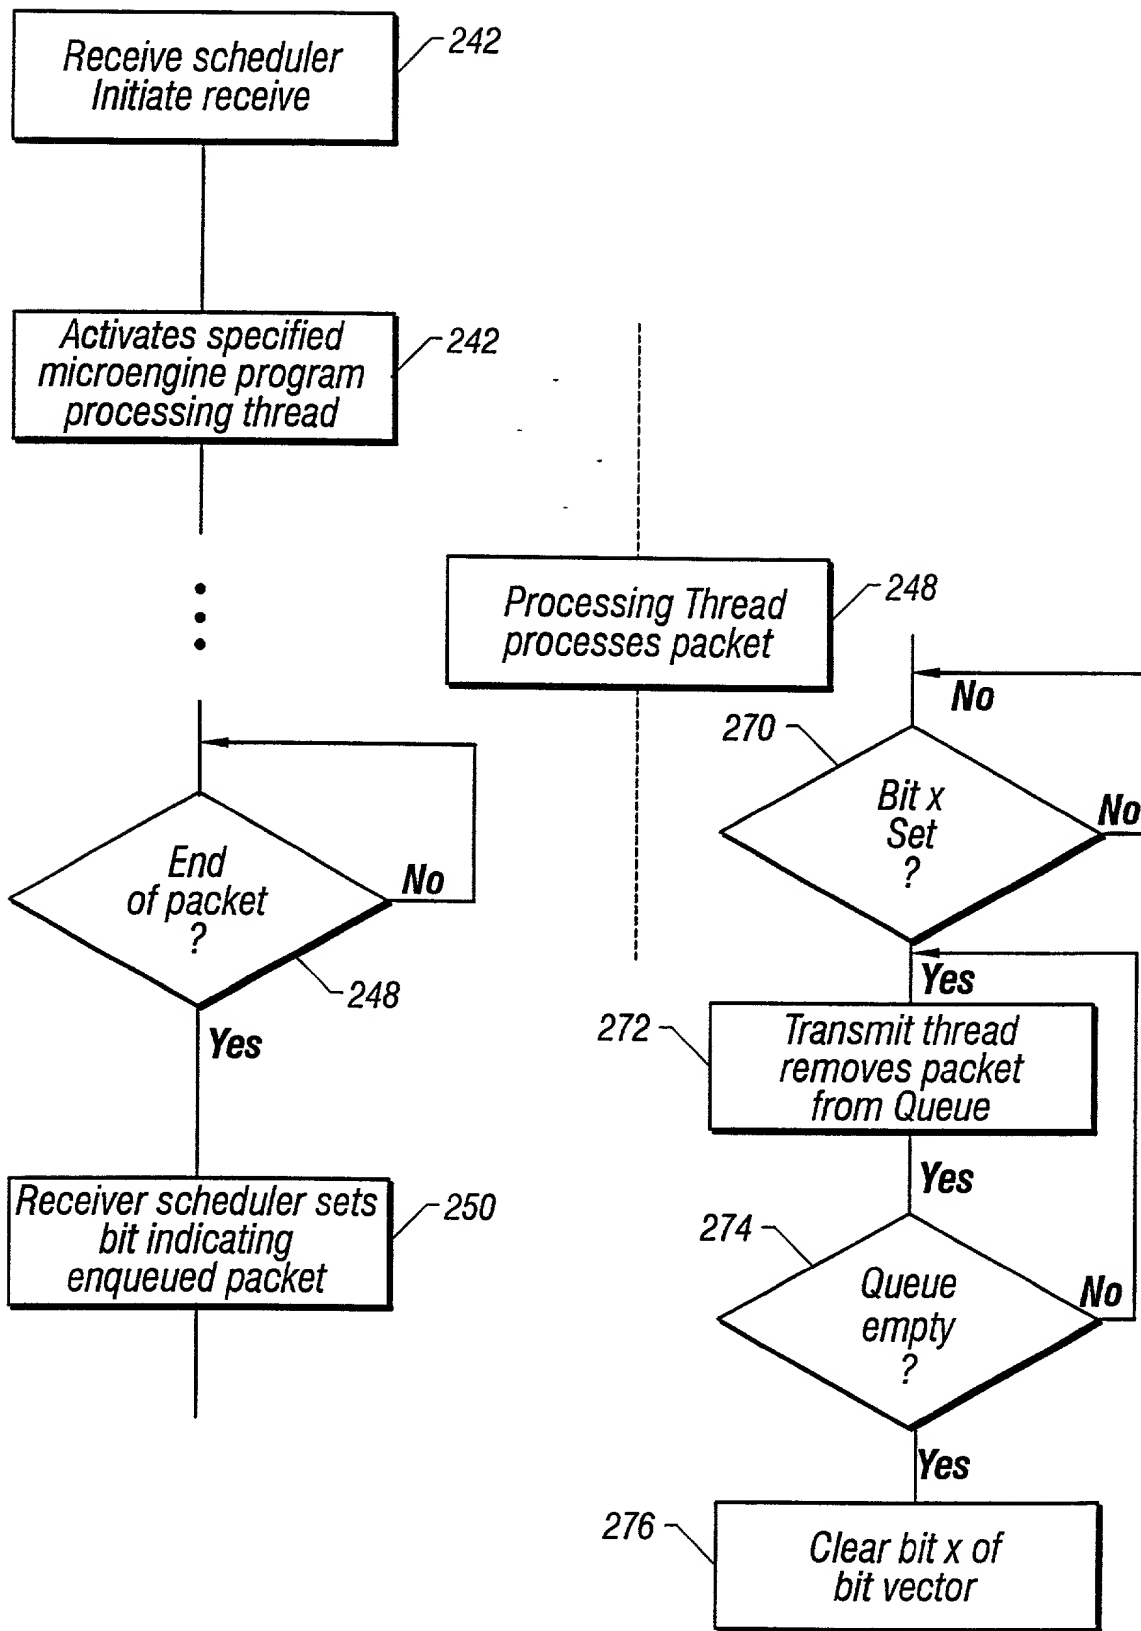 Receive scheduler
Initiate receive
242
Activates specified
microengine program
processing thread
242
End
of packet
?
No
248
Yes
Receiver scheduler sets
bit indicating
enqueued packet
250
Processing Thread
processes packet
248
No
270
Bit x
Set
?
No
Yes
272
Transmit thread
removes packet
from Queue
Yes
274
Queue
empty
?
No
Yes
276
Clear bit x of
bit vector